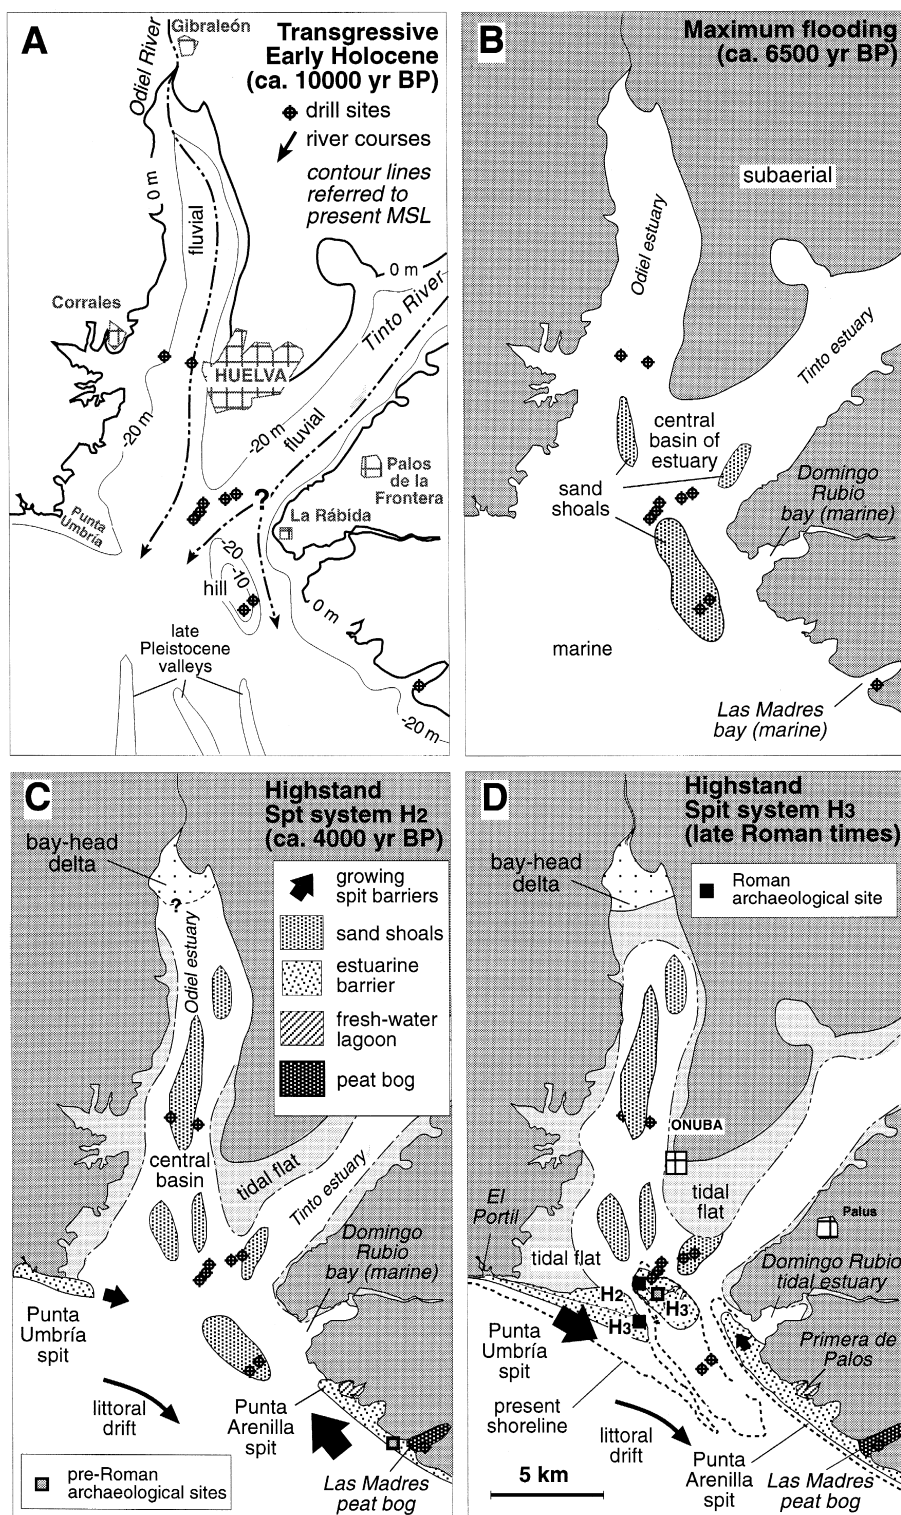 A
Gibraleón
Transgressive
Early Holocene
(ca. 10000 yr BP)
Odiel River
drill sites
river courses
contour lines
referred to
present MSL
0 m
fluvial
0 m
Tinto River
Corrales
HUELVA
-20 m
-20 m
fluvial
Palos
de la
Frontera
?
Punta
Umbría
La Rábida
-20
-10
hill
0 m
late
Pleistocene
valleys
-20 m
B
Maximum flooding
(ca. 6500 yr BP)
subaerial
Odiel estuary
Tinto estuary
central
basin of
estuary
sand
shoals
Domingo
Rubio
bay (marine)
marine
Las Madres
bay (marine)
C
Highstand
Spt system H2
(ca. 4000 yr BP)
bay-head
delta
?
growing
spit barriers
sand shoals
estuarine
barrier
fresh-water
lagoon
peat bog
Odiel estuary
central
basin
tidal flat
Tinto estuary
Domingo
Rubio
bay (marine)
Punta
Umbría
spit
littoral
drift
Punta
Arenilla
spit
Las Madres
peat bog
pre-Roman
archaeological sites
D
Highstand
Spit system H3
(late Roman times)
bay-head
delta
Roman
archaeological site
ONUBA
El
Portil
tidal
flat
Palus
tidal flat
Domingo Rubio
tidal estuary
H2
H3
H3
Punta
Umbría
spit
Primera de
Palos
present
shoreline
littoral
drift
Punta
Arenilla
spit
5 km
Las Madres
peat bog